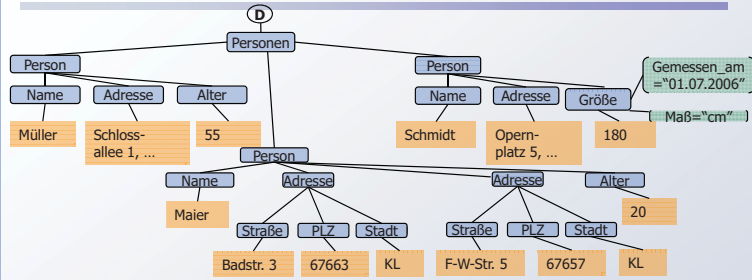 D
Personen
Person
Person
Gemessen_am
="01.07.2006"
Name
Adresse
Alter
Name
Adresse
Größe
Maß="cm"
Müller
Schloss-
allee 1, ...
55
Schmidt
Opern-
platz 5, ...
180
Person
Name
Adresse
Adresse
Alter
Maier
20
Straße
PLZ
Stadt
Straße
PLZ
Stadt
Badstr. 3
67663
KL
F-W-Str. 5
67657
KL